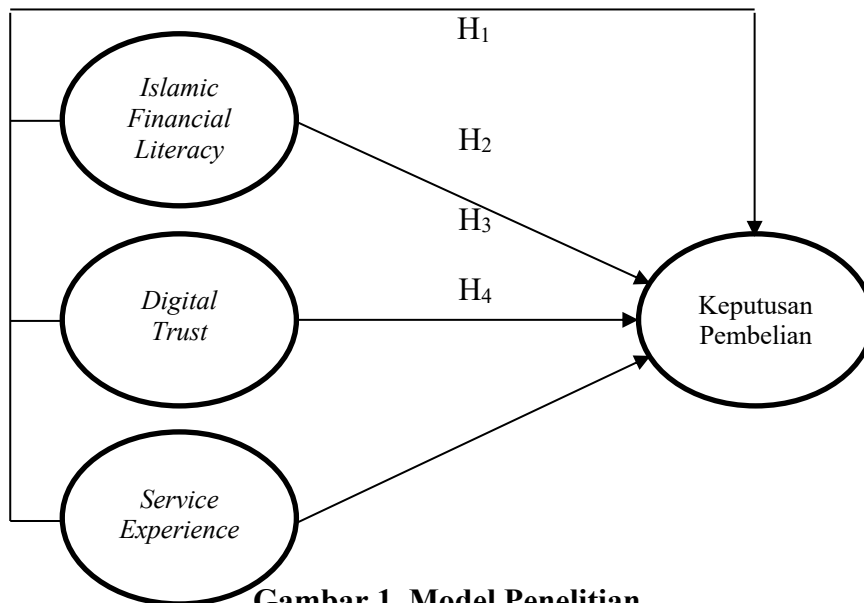 H₁
Islamic
Financial
Literacy
H₂
H₃
Digital
Trust
H₄
Keputusan
Pembelian
Service
Experience
Gambar 1. Model Penelitian